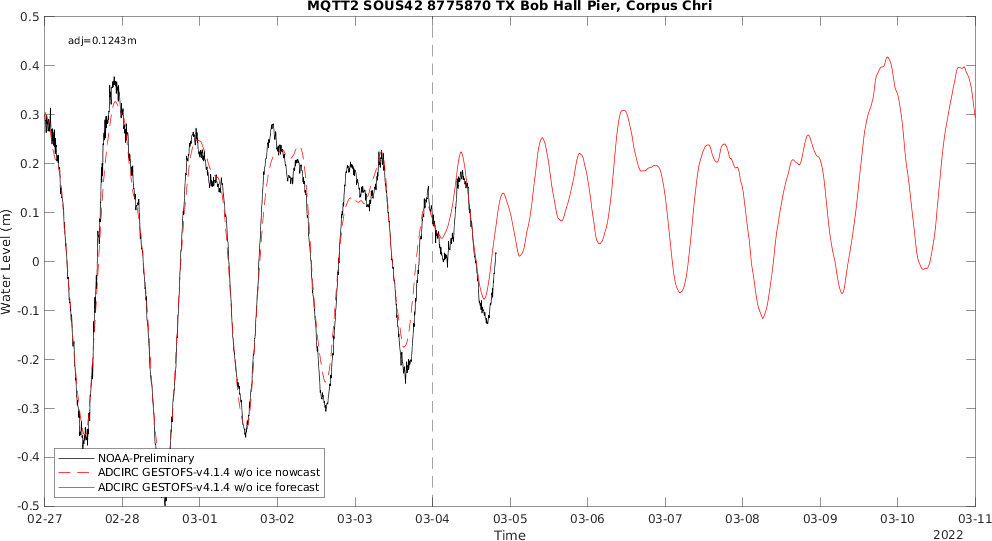 MQTT2 SOUS42 8775870 TX Bob Hall Pier, Corpus Chri
adj=0.1243m
0.5
0.4
0.3
0.2
0.1
0
-0.1
-0.2
-0.3
-0.4
-0.5
Water Level (m)
NOAA-Preliminary
ADCIRC GESTOFS-v4.1.4 w/o ice nowcast
ADCIRC GESTOFS-v4.1.4 w/o ice forecast
02-27 02-28 03-01 03-02 03-03 03-04 03-05 03-06 03-07 03-08 03-09 03-10 03-11
Time
2022